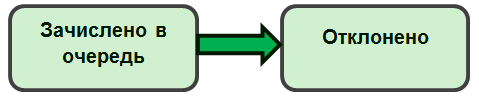 Зачислено в
очередь
Отклонено